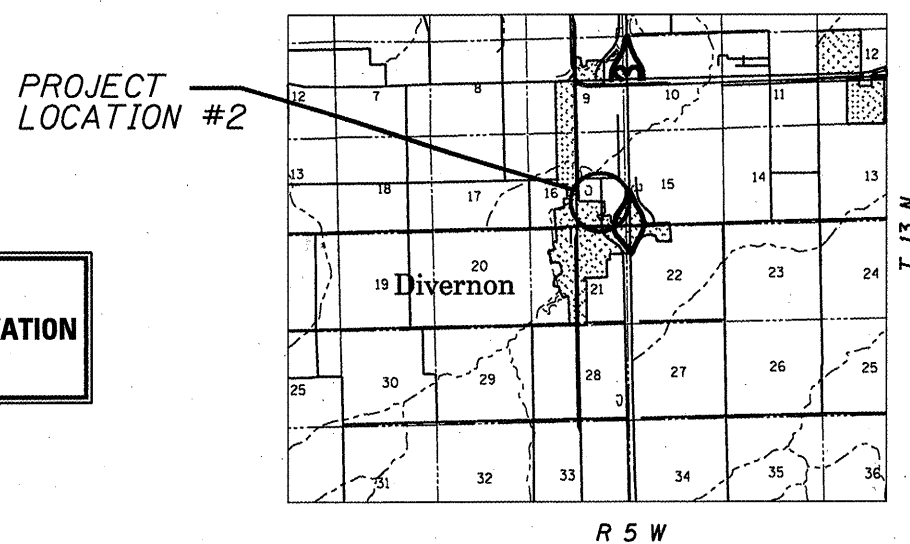 PROJECT
LOCATION #2
12
12 7 8 9 10 11
13 18 17 16 15 14 13
19 20 21 22 23 24
Divernon
25 30 29 28 27 26 25
31 32 33 34 35 36
T 13 N
R 5 W
ATION